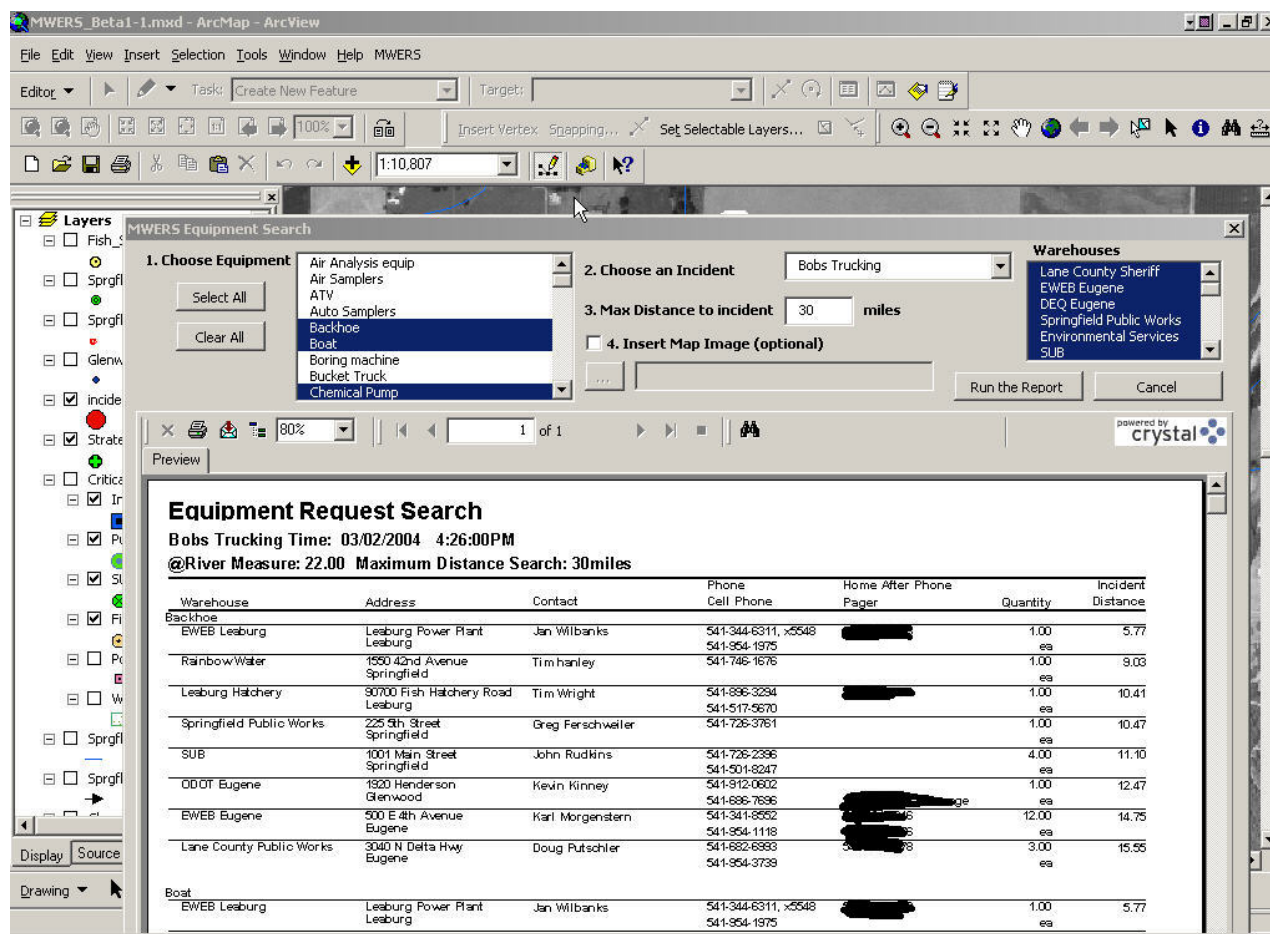 MWERS_Beta1-1.mxd - ArcMap - ArcView
File Edit View Insert Selection Tools Window Help MWERS
Editor Task: Create New Feature Target:
100% Insert Vertex Snapping... Set Selectable Layers...
1:10,807
Layers
Fish_S
Sprgfl
Sprgfl
Glenw
incide
Strate
Critica
Ir
Pu
SU
Fi
Po
W
Sprgfl
Sprgfl
Display Source
Drawing
MWERS Equipment Search
1. Choose Equipment
Select All
Clear All
Air Analysis equip
Air Samplers
ATV
Auto Samplers
Backhoe
Boat
Boring machine
Bucket Truck
Chemical Pump
2. Choose an Incident Bobs Trucking
3. Max Distance to incident 30 miles
4. Insert Map Image (optional)
...
Warehouses
Lane County Sheriff
EWEB Eugene
DEQ Eugene
Springfield Public Works
Environmental Services
SUB
Run the Report Cancel
80% 1 of 1
powered by
crystal
Preview
Equipment Request Search
Bobs Trucking Time: 03/02/2004 4:26:00PM
@River Measure: 22.00 Maximum Distance Search: 30miles
Phone Home After Phone Incident
Warehouse Address Contact Cell Phone Pager Quantity Distance
Backhoe
EWEB Leaburg Leaburg Power Plant Jan Wilbanks 541-344-6311, x5548 1.00 5.77
Leaburg 541-954-1975 ea
RainbowWater 1550 42nd Avenue Tim hanley 541-746-1676 1.00 9.03
Springfield ea
Leaburg Hatchery 90700 Fish Hatchery Road Tim Wright 541-896-3294 1.00 10.41
Leaburg 541-517-5670 ea
Springfield Public Works 225 5th Street Greg Ferschweiler 541-726-3761 1.00 10.47
Springfield ea
SUB 1001 Main Street John Rudkins 541-726-2396 4.00 11.10
Springfield 541-501-8247 ea
ODOT Eugene 1920 Henderson Kevin Kinney 541-912-0602 1.00 12.47
Glenwood 541-686-7696 ge ea
EWEB Eugene 500 E 4th Avenue Karl Morgenstern 541-341-8552 12.00 14.75
Eugene 541-954-1118 ea
Lane County Public Works 3040 N Delta Hwy Doug Putschler 541-682-6993 3.00 15.55
Eugene 541-954-3739 ea
Boat
EWEB Leaburg Leaburg Power Plant Jan Wilbanks 541-344-6311, x5548 1.00 5.77
Leaburg 541-954-1975 ea